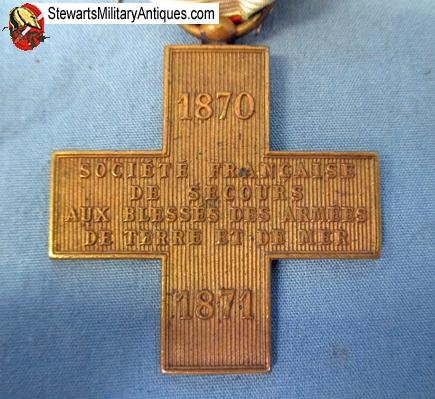 StewartsMilitaryAntiques.com
1870
SOCIÉTÉ FRANÇAISE
DE SECOURS
AUX BLESSÉS DES ARMÉES
DE TERRE ET DE MER
1871